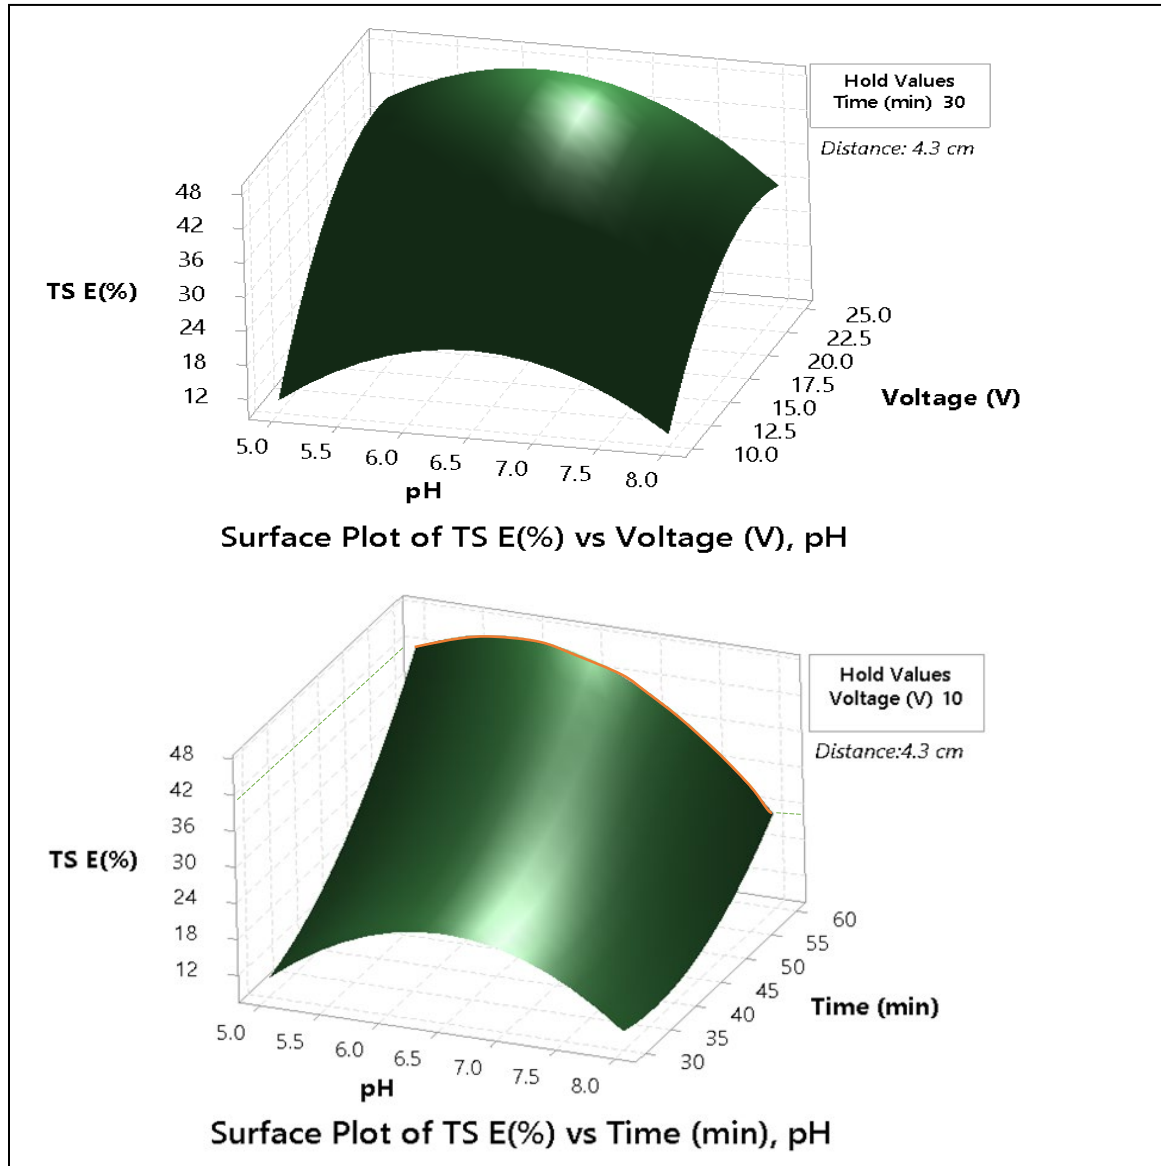 Hold Values
Time (min) 30
Distance: 4.3 cm
48
42
36
30
24
18
12
TS E(%)
25.0
22.5
20.0
17.5
15.0
12.5
10.0
Voltage (V)
5.0 5.5 6.0 6.5 7.0 7.5 8.0
pH
Surface Plot of TS E(%) vs Voltage (V), pH
Hold Values
Voltage (V) 10
Distance:4.3 cm
48
42
36
30
24
18
12
TS E(%)
60
55
50
45
40
35
30
Time (min)
5.0 5.5 6.0 6.5 7.0 7.5 8.0
pH
Surface Plot of TS E(%) vs Time (min), pH